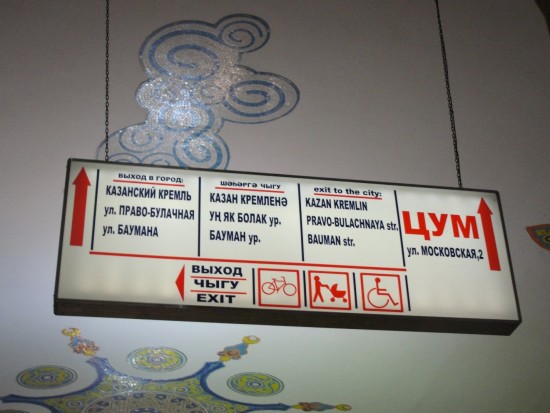 ВЫХОД В ГОРОД:
КАЗАНСКИЙ КРЕМЛЬ
ул. ПРАВО-БУЛАЧНАЯ
ул. БАУМАНА
ШӘҺӘРГӘ ЧЫГУ
КАЗАН КРЕМЛЕНӘ
УҢ ЯК БОЛАК ур.
БАУМАН ур.
exit to the city:
KAZAN KREMLIN
PRAVO-BULACHNAYA str.
BAUMAN str.
ЦУМ
ул. МОСКОВСКАЯ,2
ВЫХОД
ЧЫГУ
EXIT